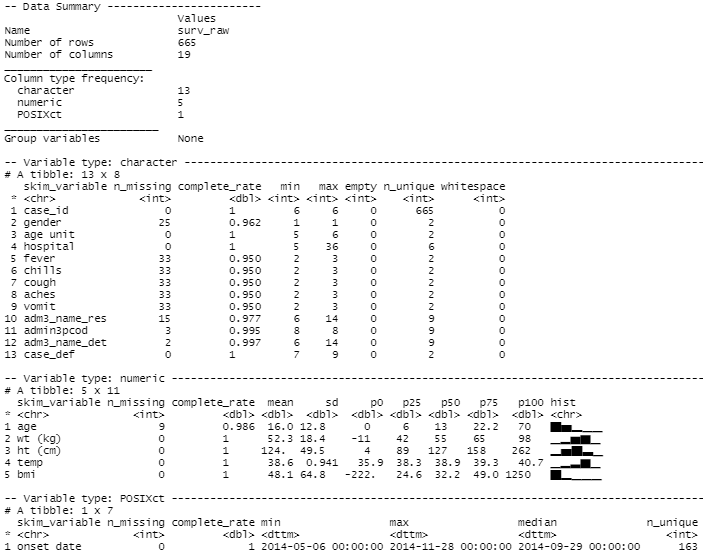 -- Data Summary ------------------------
                           Values
Name                       surv_raw
Number of rows             665
Number of columns          19
_______________________
Column type frequency:
  character                13
  numeric                  5
  POSIXct                  1
________________________
Group variables            None

-- Variable type: character --------------------------------------------------------------------------------
# A tibble: 13 x 8
   skim_variable n_missing complete_rate   min   max empty n_unique whitespace
 * <chr>             <int>         <dbl> <int> <int> <int>    <int>      <int>
 1 case_id               0         1         6     6     0      665          0
 2 gender               25         0.962     1     1     0        2          0
 3 age unit              0         1         5     6     0        2          0
 4 hospital              0         1         5    36     0        6          0
 5 fever                33         0.950     2     3     0        2          0
 6 chills               33         0.950     2     3     0        2          0
 7 cough                33         0.950     2     3     0        2          0
 8 aches                33         0.950     2     3     0        2          0
 9 vomit                33         0.950     2     3     0        2          0
10 adm3_name_res        15         0.977     6    14     0        9          0
11 admin3pcod            3         0.995     8     8     0        9          0
12 adm3_name_det         2         0.997     6    14     0        9          0
13 case_def              0         1         7     9     0        2          0

-- Variable type: numeric ----------------------------------------------------------------------------------
# A tibble: 5 x 11
  skim_variable n_missing complete_rate  mean     sd     p0   p25   p50   p75   p100 hist
* <chr>             <int>         <dbl> <dbl>  <dbl>  <dbl> <dbl> <dbl> <dbl>  <dbl> <chr>
1 age                   9         0.986  16.0 12.8      0     6    13    22.2   70
2 wt (kg)               0         1      52.3 18.4    -11    42    55    65     98
3 ht (cm)               0         1     124.  49.5      4    89   127   158    262
4 temp                  0         1      38.6  0.941   35.9  38.3  38.9  39.3   40.7
5 bmi                   0         1      48.1 64.8   -222.   24.6  32.2  49.0 1250

-- Variable type: POSIXct ----------------------------------------------------------------------------------
# A tibble: 1 x 7
  skim_variable n_missing complete_rate min                 max                 median              n_unique
* <chr>             <int>         <dbl> <dttm>              <dttm>              <dttm>                 <int>
1 onset date            0             1 2014-05-06 00:00:00 2014-11-28 00:00:00 2014-09-29 00:00:00      163